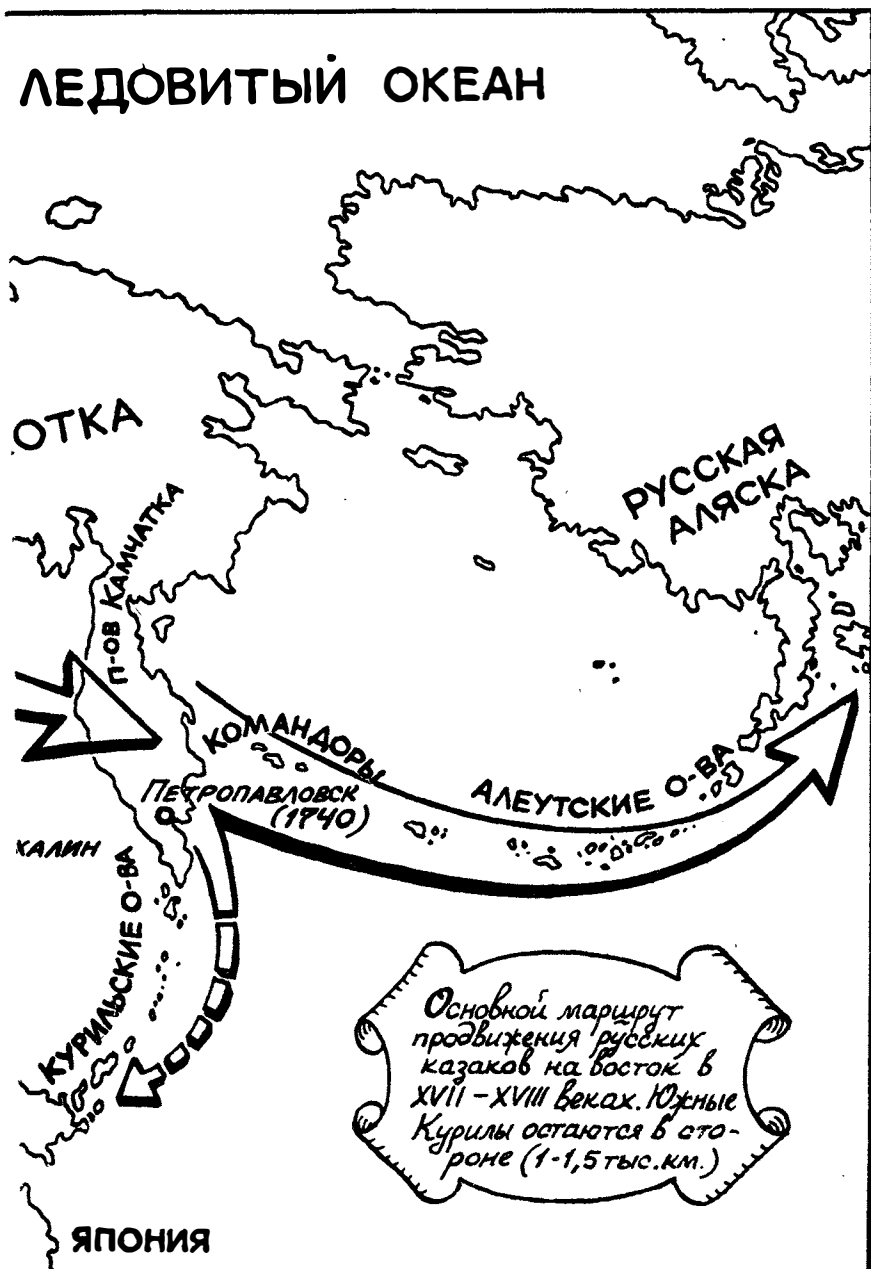 ЛЕДОВИТЫЙ ОКЕАН
ОТКА
РУССКАЯ
АЛЯСКА
П-ОВ КАМЧАТКА
КОМАНДОРЫ
АЛЕУТСКИЕ О-ВА
ПЕТРОПАВЛОВСК
(1740)
ХАЛИН
КУРИЛЬСКИЕ О-ВА
Основной маршрут
продвижения русских
казаков на восток в
XVII – XVIII веках. Южные
Курилы остаются в сто-
роне (1-1,5 тыс. км.)
ЯПОНИЯ